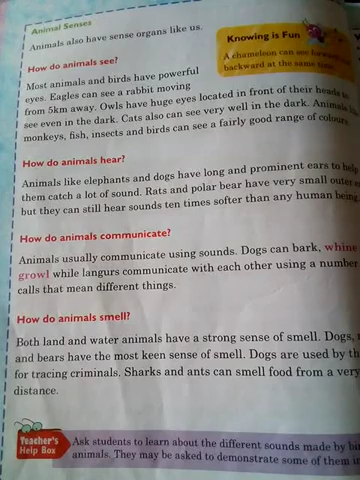 Animal Senses
Animals also have sense organs like us.
Knowing is Fun
A chameleon can see
backward at the same time.
How do animals see?
Most animals and birds have powerful
eyes. Eagles can see a rabbit moving
from 5km away. Owls have huge eyes located in front of their heads
see even in the dark. Cats also can see very well in the dark. Animals
monkeys, fish, insects and birds can see a fairly good range of colours
How do animals hear?
Animals like elephants and dogs have long and prominent ears to help
them catch a lot of sound. Rats and polar bear have very small outer
but they can still hear sounds ten times softer than any human being.
How do animals communicate?
Animals usually communicate using sounds. Dogs can bark, whine
growl while langurs communicate with each other using a number
calls that mean different things.
How do animals smell?
Both land and water animals have a strong sense of smell. Dogs,
and bears have the most keen sense of smell. Dogs are used by
for tracing criminals. Sharks and ants can smell food from a very
distance.
Teacher's
Help Box
Ask students to learn about the different sounds made by
animals. They may be asked to demonstrate some of them